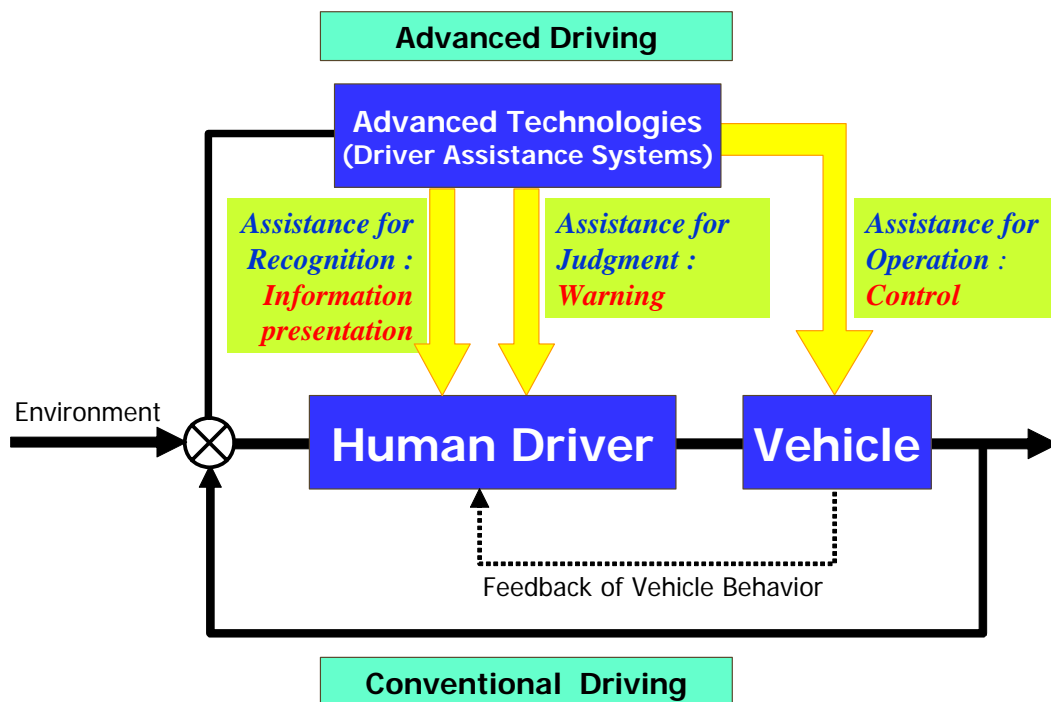 Advanced Driving
Advanced Technologies
(Driver Assistance Systems)
Assistance for
Recognition :
Information
presentation
Assistance for
Judgment :
Warning
Assistance for
Operation :
Control
Environment
Human Driver
Vehicle
Feedback of Vehicle Behavior
Conventional Driving